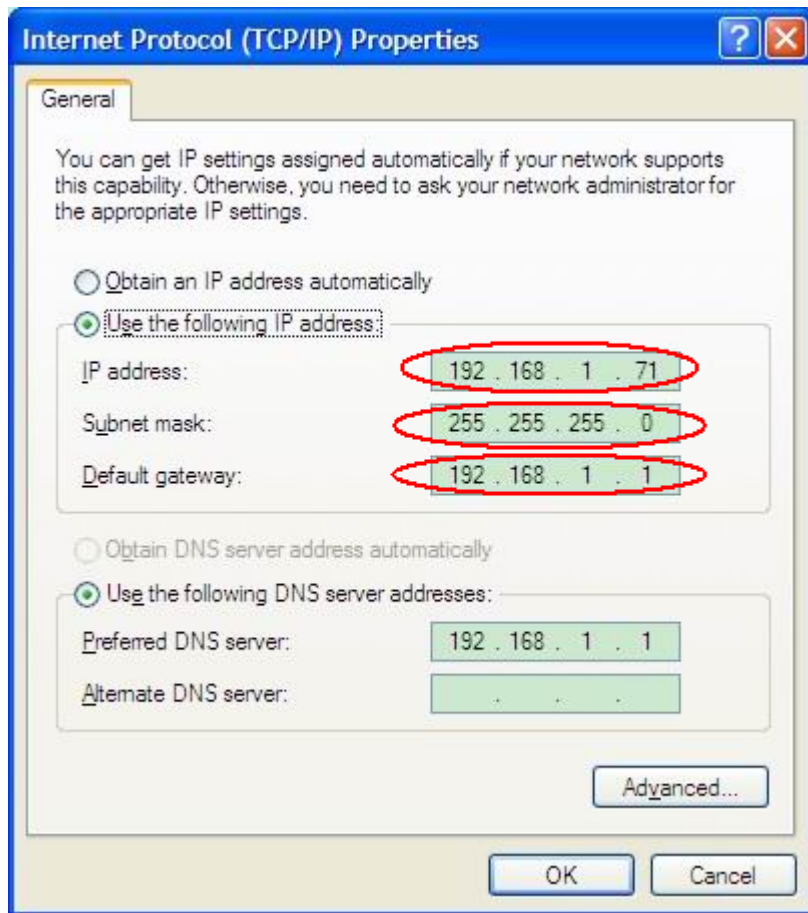 Internet Protocol (TCP/IP) Properties
General
You can get IP settings assigned automatically if your network supports
this capability. Otherwise, you need to ask your network administrator for
the appropriate IP settings.
Obtain an IP address automatically
Use the following IP address:
IP address: 192 . 168 . 1 . 71
Subnet mask: 255 . 255 . 255 . 0
Default gateway: 192 . 168 . 1 . 1
Obtain DNS server address automatically
Use the following DNS server addresses:
Preferred DNS server: 192 . 168 . 1 . 1
Alternate DNS server: . . .
Advanced...
OK Cancel